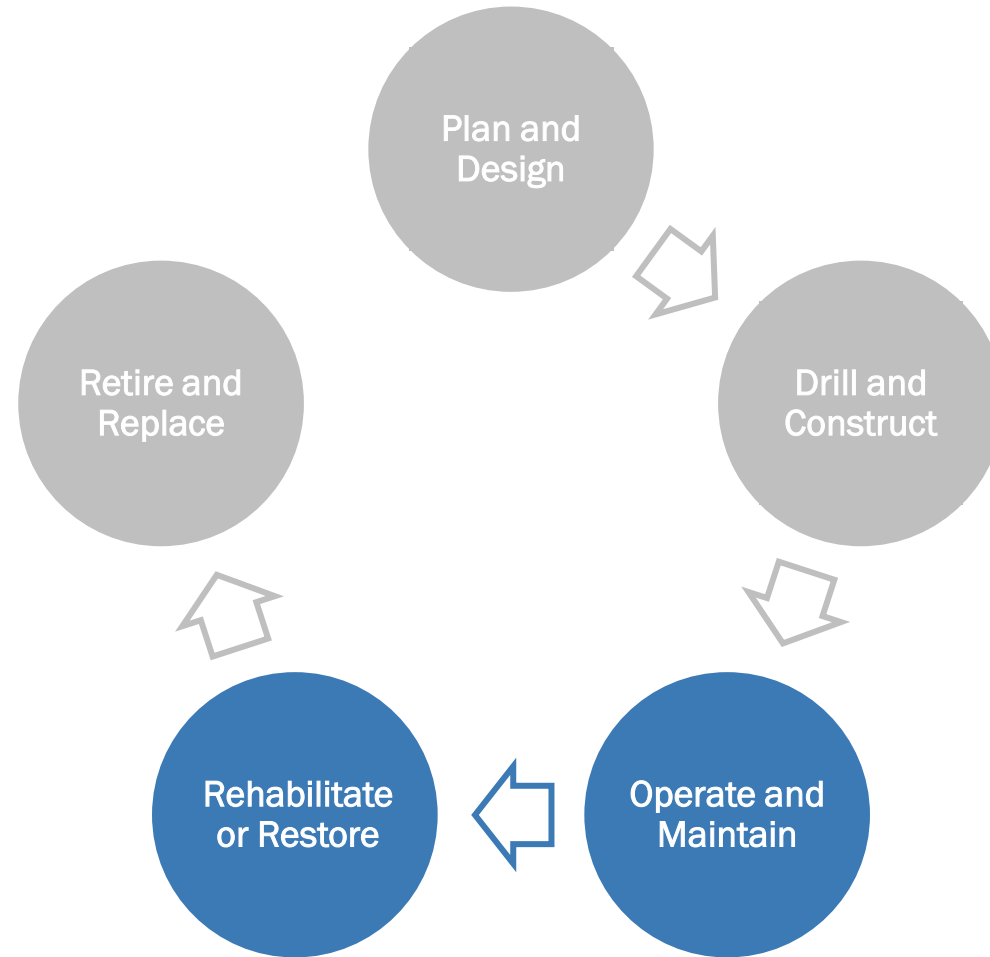 Plan and
Design
Drill and
Construct
Operate and
Maintain
Rehabilitate
or Restore
Retire and
Replace